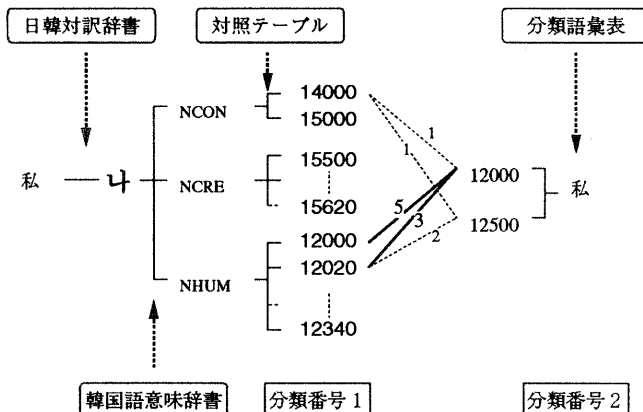 日韓対訳辞書
対照テーブル
分類語彙表
私
나
NCON
NCRE
NHUM
14000
15000
15500
15620
12000
12020
12340
1
1
5
3
2
12000
12500
私
韓国語意味辞書
分類番号1
分類番号2